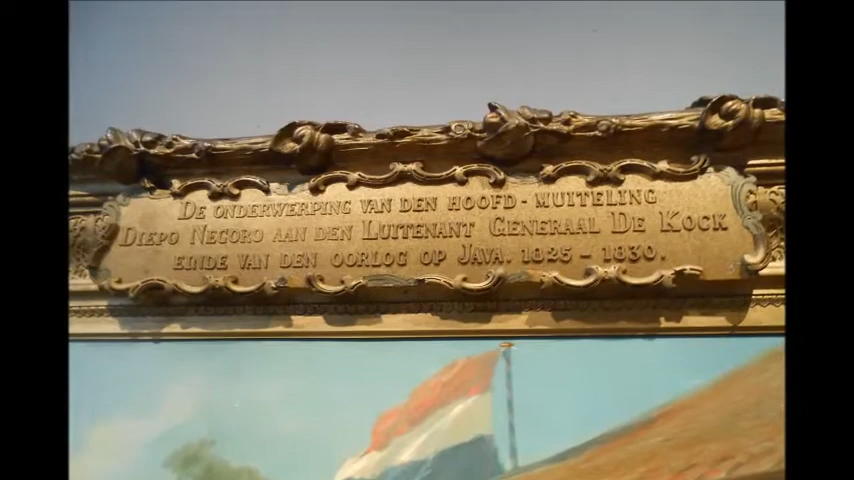 DE ONDERWERPING VAN DEN HOOFD-MUITELING
DIEPO NEGORO AAN DEN LUITENANT GENERAAL DE KOCK
EINDE VAN DEN OORLOG OP JAVA. 1825-1830.